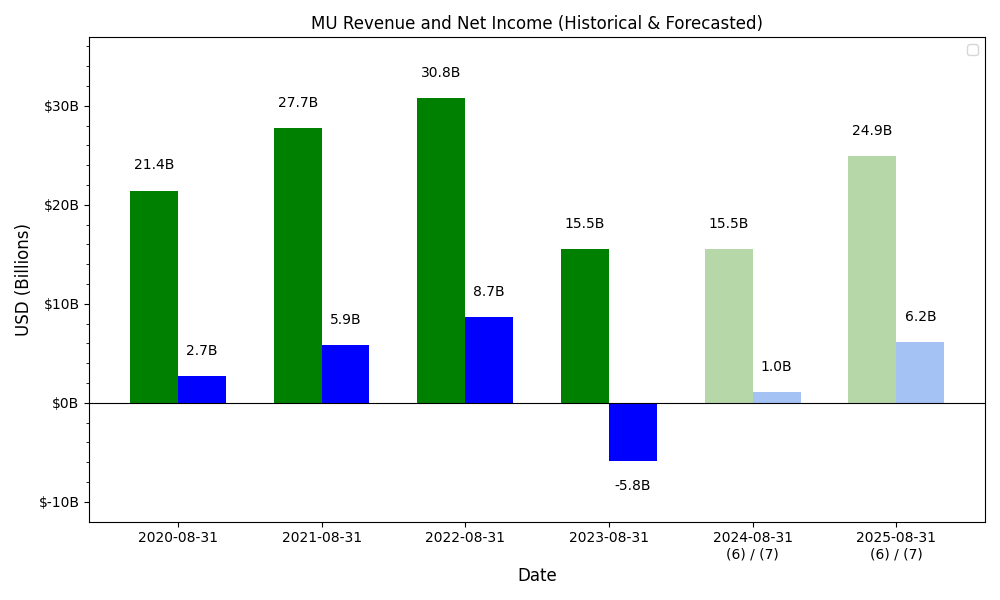 MU Revenue and Net Income (Historical & Forecasted)
USD (Billions)
$30B
$20B
$10B
$0B
$-10B
21.4B
2.7B
27.7B
5.9B
30.8B
8.7B
15.5B
-5.8B
15.5B
1.0B
24.9B
6.2B
2020-08-31
2021-08-31
2022-08-31
2023-08-31
2024-08-31
(6) / (7)
2025-08-31
(6) / (7)
Date